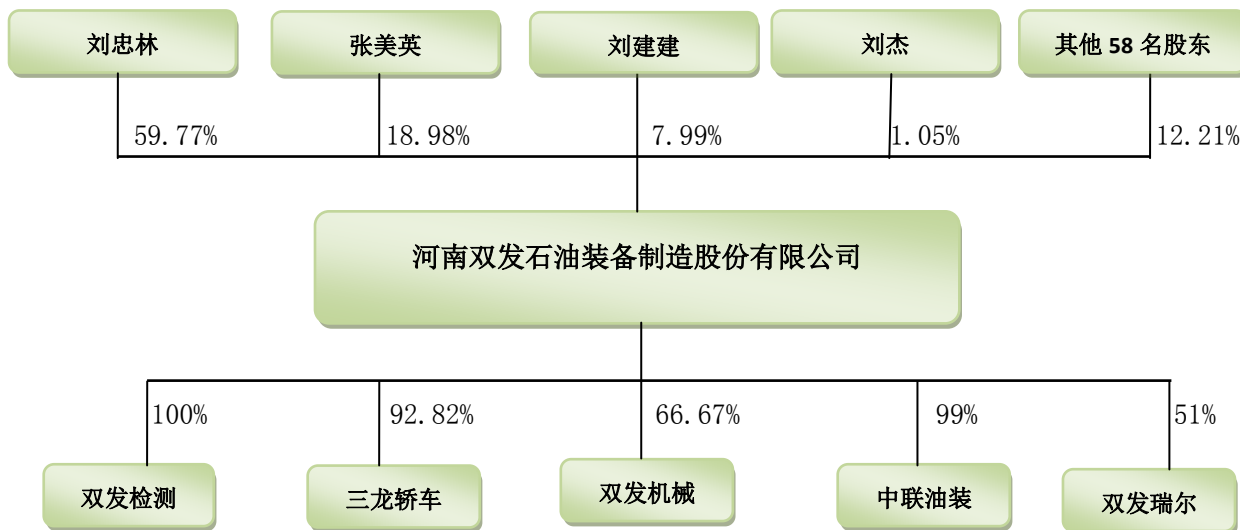 刘忠林 张美英 刘建建 刘杰 其他 58 名股东
59.77% 18.98% 7.99% 1.05% 12.21%
河南双发石油装备制造股份有限公司
100% 92.82% 66.67% 99% 51%
双发检测 三龙轿车 双发机械 中联油装 双发瑞尔